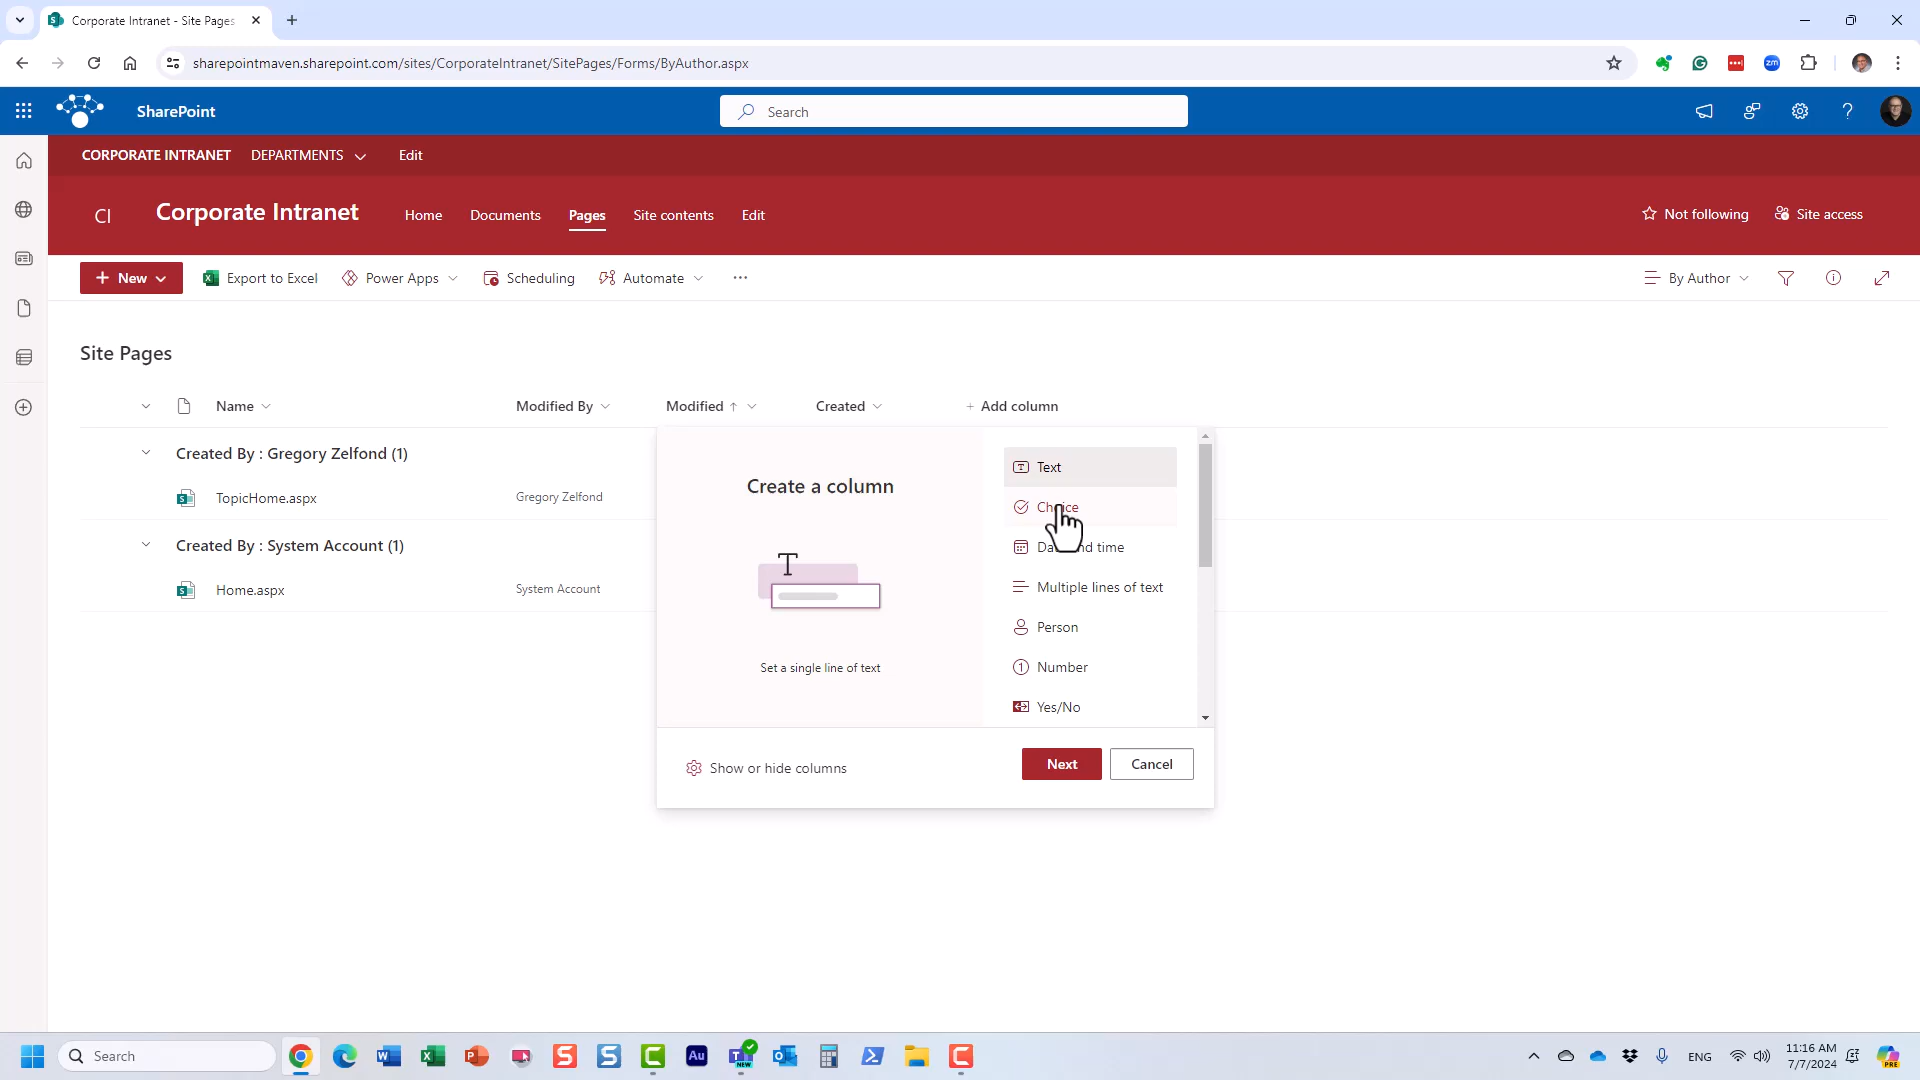 Corporate Intranet - Site Pages
sharepointmaven.sharepoint.com/sites/CorporateIntranet/SitePages/Forms/ByAuthor.aspx
SharePoint
Search
CORPORATE INTRANET DEPARTMENTS Edit
CI Corporate Intranet Home Documents Pages Site contents Edit Not following Site access
+ New Export to Excel Power Apps Scheduling Automate ··· By Author
Site Pages
Name Modified By Modified ↑ Created + Add column
Created By : Gregory Zelfond (1)
TopicHome.aspx Gregory Zelfond
Created By : System Account (1)
Home.aspx System Account
Create a column
T
Set a single line of text
Text
Choice
Date and time
Multiple lines of text
Person
Number
Yes/No
Show or hide columns
Next Cancel
Search
ENG
11:16 AM
7/7/2024